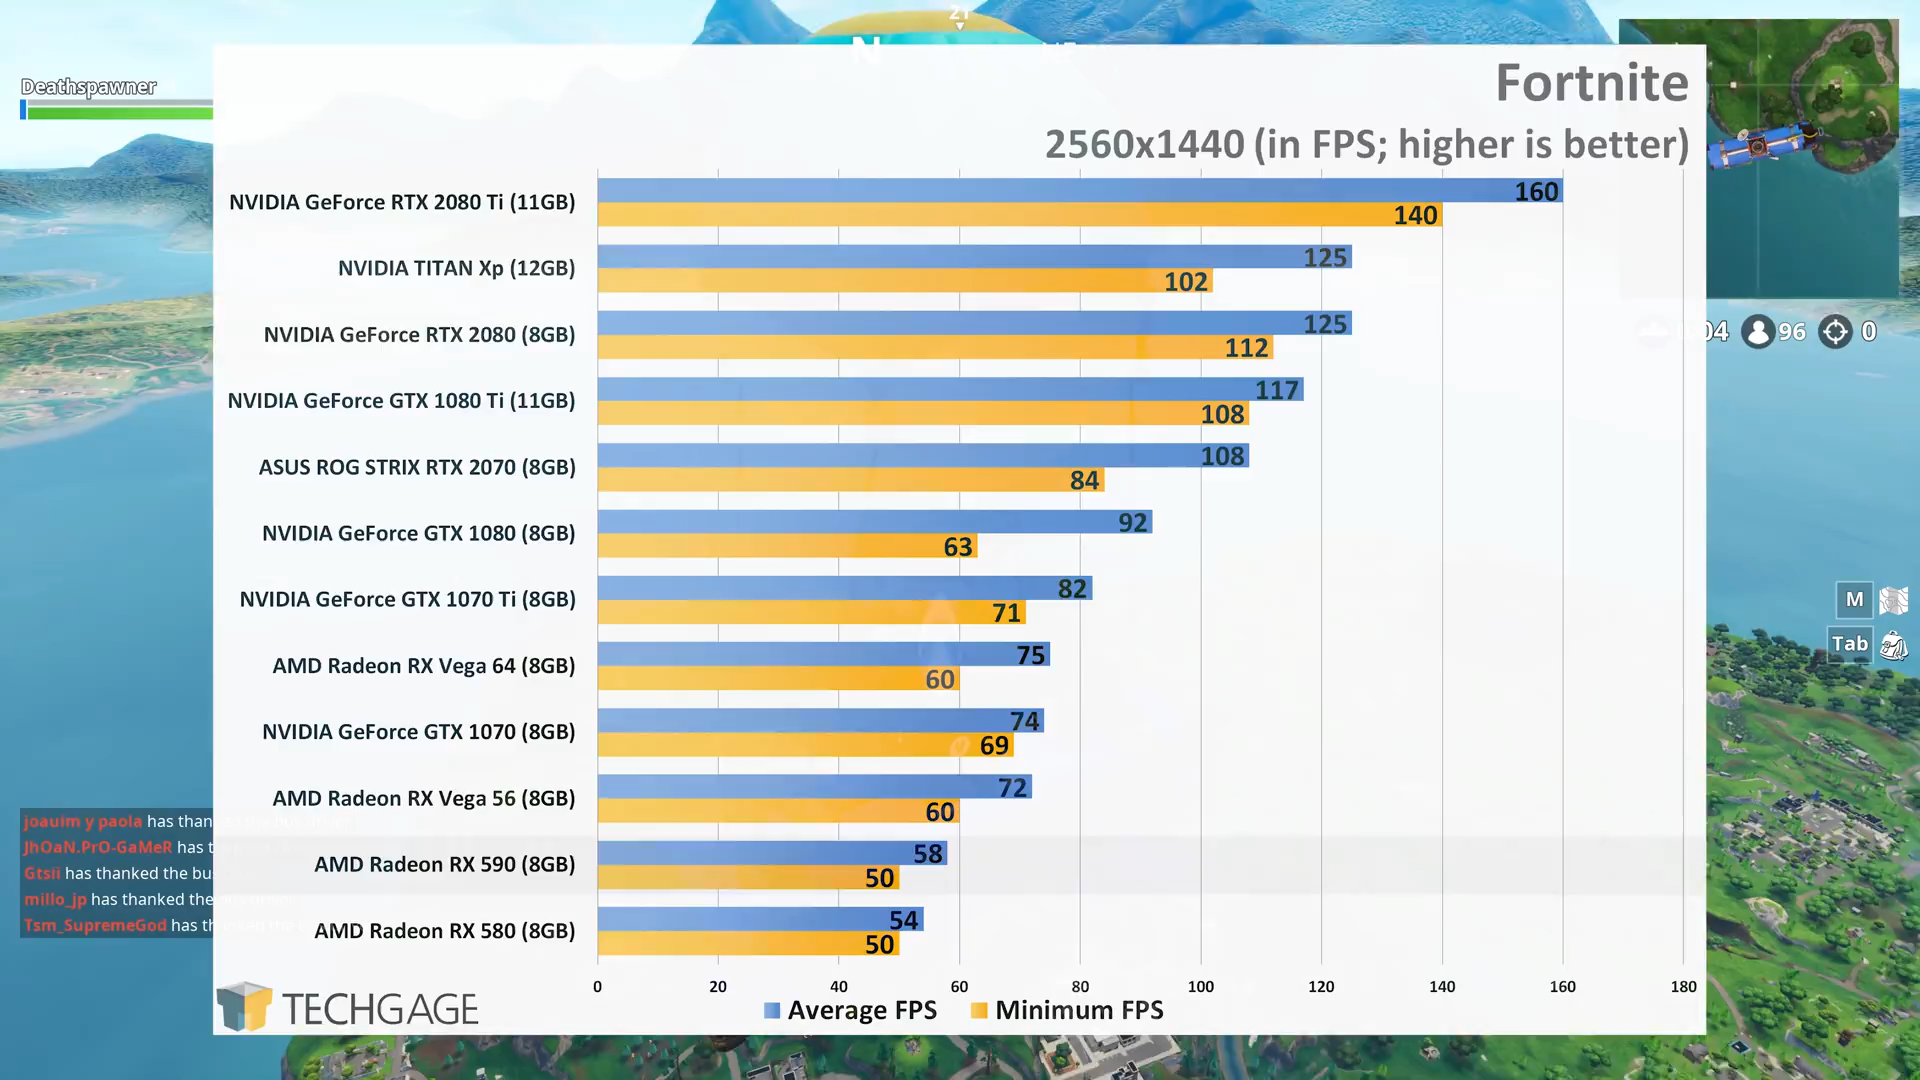 21
N
Deathspawner
Fortnite
2560x1440 (in FPS; higher is better)
NVIDIA GeForce RTX 2080 Ti (11GB)
160
140
NVIDIA TITAN Xp (12GB)
125
102
NVIDIA GeForce RTX 2080 (8GB)
125
112
96
0
NVIDIA GeForce GTX 1080 Ti (11GB)
117
108
ASUS ROG STRIX RTX 2070 (8GB)
108
84
NVIDIA GeForce GTX 1080 (8GB)
92
63
NVIDIA GeForce GTX 1070 Ti (8GB)
82
71
M
Tab
AMD Radeon RX Vega 64 (8GB)
75
60
NVIDIA GeForce GTX 1070 (8GB)
74
69
AMD Radeon RX Vega 56 (8GB)
72
60
AMD Radeon RX 590 (8GB)
58
50
AMD Radeon RX 580 (8GB)
54
50
joauim y paola has
JhOaN.PrO-GaMeR has
Gtsii has thanked the
millo_jp has thanked the
Tsm_SupremeGod has
0 20 40 60 80 100 120 140 160 180
Average FPS Minimum FPS
TECHGAGE